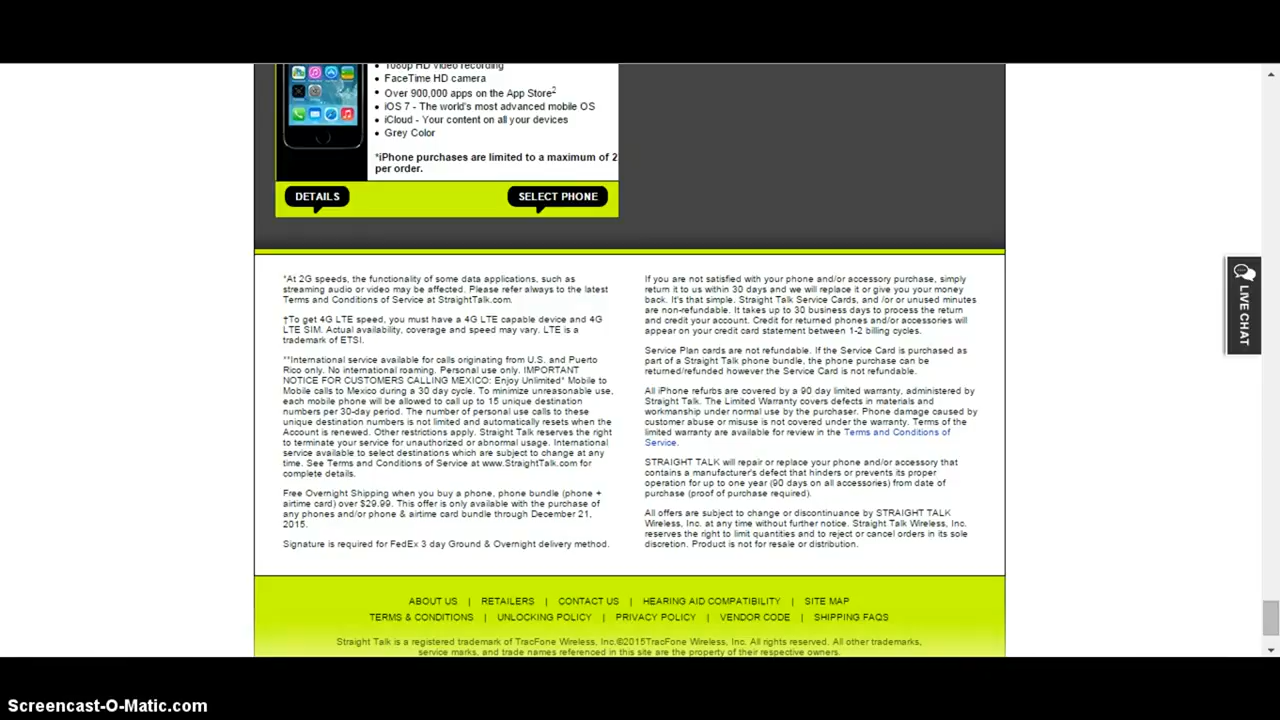 1080p HD video recording
FaceTime HD camera
Over 900,000 apps on the App Store2
iOS 7 - The world's most advanced mobile OS
iCloud - Your content on all your devices
Grey Color
*iPhone purchases are limited to a maximum of 2
per order.
DETAILS
SELECT PHONE
*At 2G speeds, the functionality of some data applications, such as
streaming audio or video may be affected. Please refer always to the latest
Terms and Conditions of Service at StraightTalk.com.
†To get 4G LTE speed, you must have a 4G LTE capable device and 4G
LTE SIM. Actual availability, coverage and speed may vary. LTE is a
trademark of ETSI.
**International service available for calls originating from U.S. and Puerto
Rico only. No international roaming. Personal use only. IMPORTANT
NOTICE FOR CUSTOMERS CALLING MEXICO: Enjoy Unlimited* Mobile to
Mobile calls to Mexico during a 30 day cycle. To minimize unreasonable use,
each mobile phone will be allowed to call up to 15 unique destination
numbers per 30-day period. The number of personal use calls to these
unique destination numbers is not limited and automatically resets when the
Account is renewed. Other restrictions apply. Straight Talk reserves the right
to terminate your service for unauthorized or abnormal usage. International
service available to select destinations which are subject to change at any
time. See Terms and Conditions of Service at www.StraightTalk.com for
complete details.
Free Overnight Shipping when you buy a phone, phone bundle (phone +
airtime card) over $29.99. This offer is only available with the purchase of
any phones and/or phone & airtime card bundle through December 21,
2015.
Signature is required for FedEx 3 day Ground & Overnight delivery method.
If you are not satisfied with your phone and/or accessory purchase, simply
return it to us within 30 days and we will replace it or give you your money
back. It's that simple. Straight Talk Service Cards, and /or or unused minutes
are non-refundable. It takes up to 30 business days to process the return
and credit your account. Credit for returned phones and/or accessories will
appear on your credit card statement between 1-2 billing cycles.
Service Plan cards are not refundable. If the Service Card is purchased as
part of a Straight Talk phone bundle, the phone purchase can be
returned/refunded however the Service Card is not refundable.
All iPhone refurbs are covered by a 90 day limited warranty, administered by
Straight Talk. The Limited Warranty covers defects in materials and
workmanship under normal use by the purchaser. Phone damage caused by
customer abuse or misuse is not covered under the warranty. Terms of the
limited warranty are available for review in the Terms and Conditions of
Service.
STRAIGHT TALK will repair or replace your phone and/or accessory that
contains a manufacturer's defect that hinders or prevents its proper
operation for up to one year (90 days on all accessories) from date of
purchase (proof of purchase required).
All offers are subject to change or discontinuance by STRAIGHT TALK
Wireless, Inc. at any time without further notice. Straight Talk Wireless, Inc.
reserves the right to limit quantities and to reject or cancel orders in its sole
discretion. Product is not for resale or distribution.
LIVE CHAT
ABOUT US | RETAILERS | CONTACT US | HEARING AID COMPATIBILITY | SITE MAP
TERMS & CONDITIONS | UNLOCKING POLICY | PRIVACY POLICY | VENDOR CODE | SHIPPING FAQS
Straight Talk is a registered trademark of TracFone Wireless, Inc.©2015TracFone Wireless, Inc. All rights reserved. All other trademarks,
service marks, and trade names referenced in this site are the property of their respective owners.
Screencast-O-Matic.com